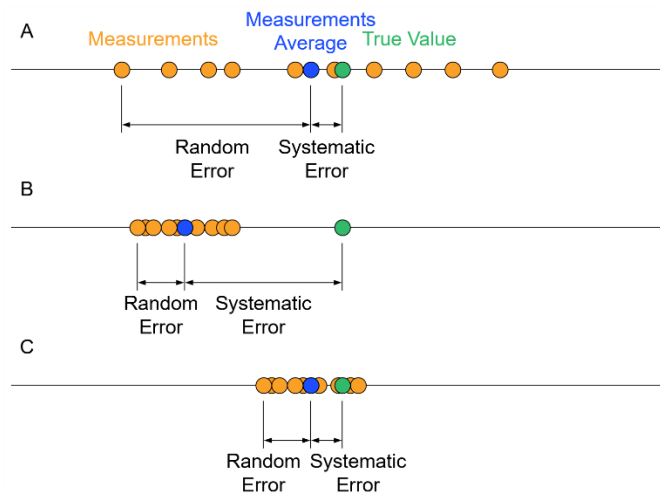 A
Measurements
Measurements
Average
True Value
Random
Error
Systematic
Error
B
Random
Error
Systematic
Error
C
Random
Error
Systematic
Error